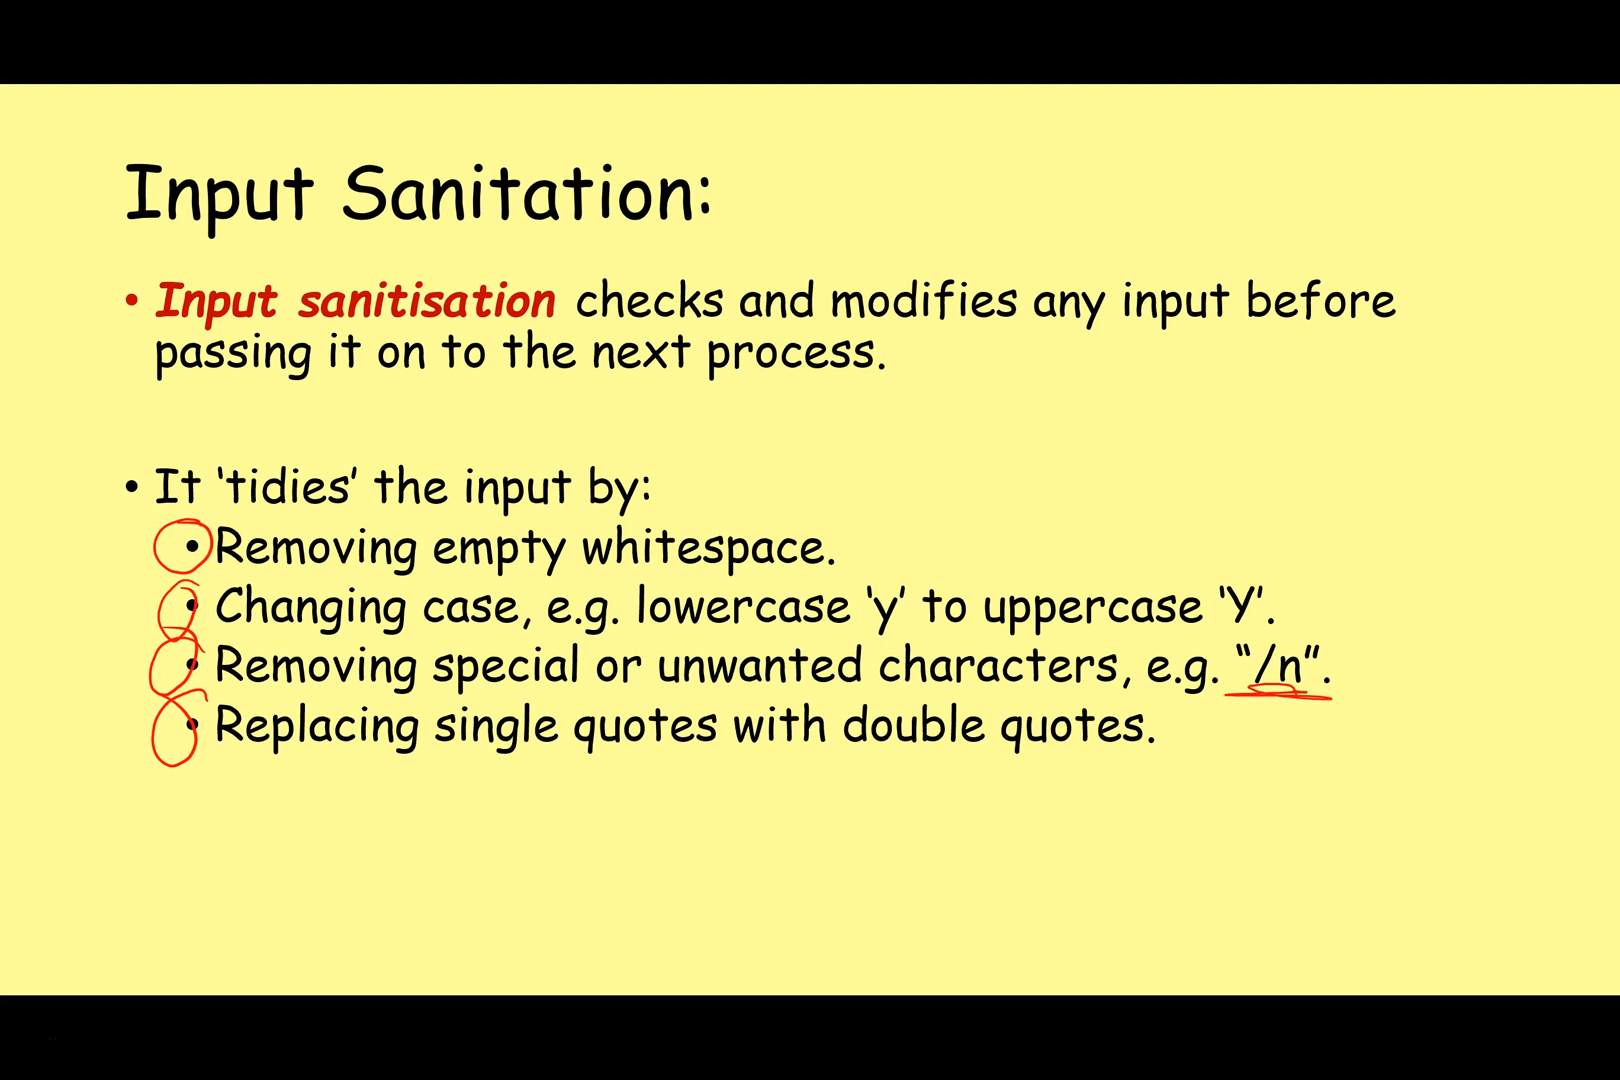 Input Sanitation:
• Input sanitisation checks and modifies any input before
passing it on to the next process.
• It ‘tidies’ the input by:
• Removing empty whitespace.
• Changing case, e.g. lowercase ‘y’ to uppercase ‘Y’.
• Removing special or unwanted characters, e.g. “/n”.
• Replacing single quotes with double quotes.